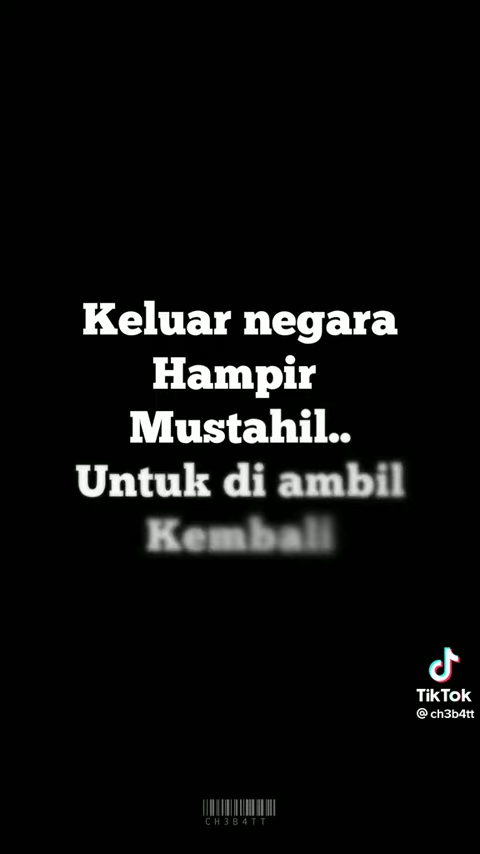 Keluar negara
Hampir
Mustahil..
Untuk di ambil
Kembali
TikTok
@ch3b4tt
CH3B4TT